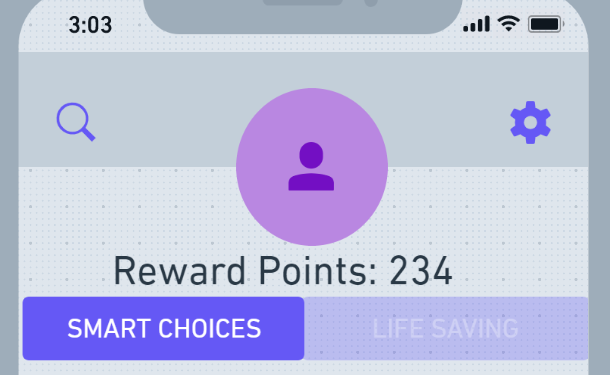 3:03
Reward Points: 234
SMART CHOICES
LIFE SAVING